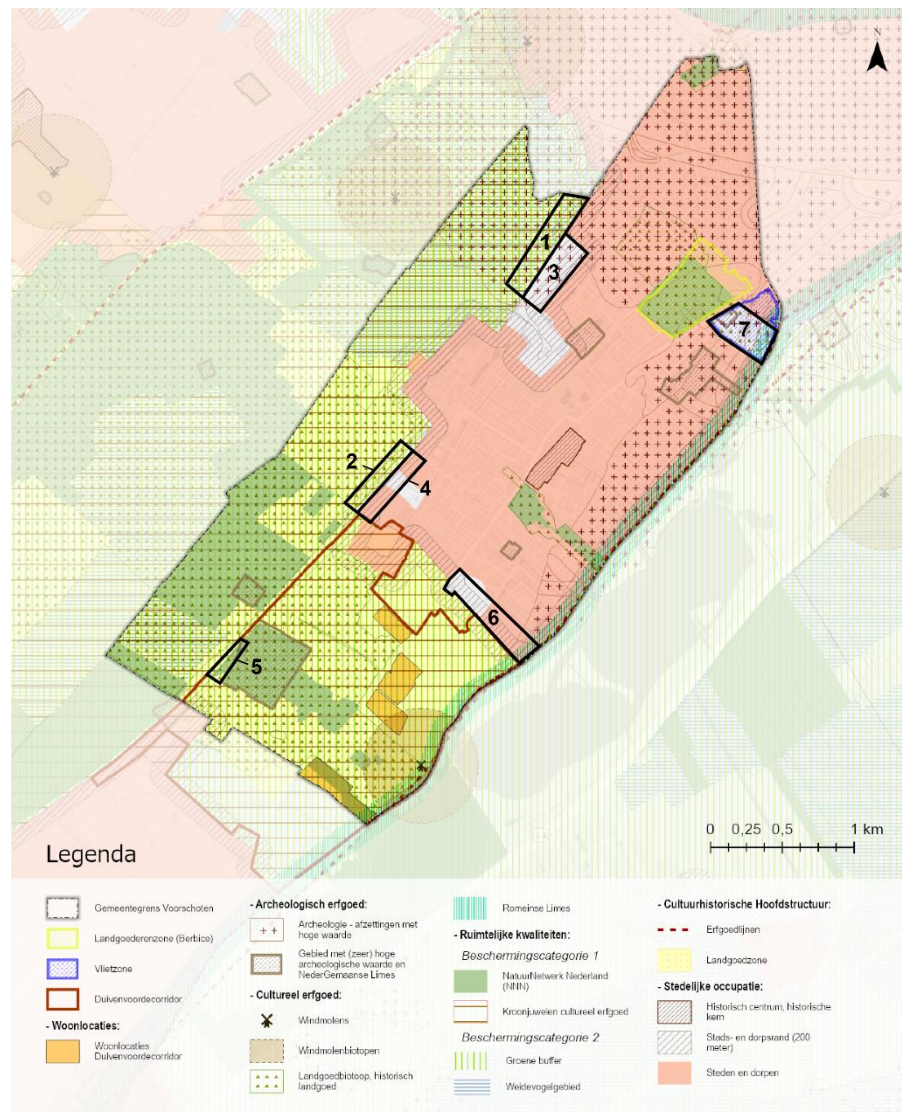 N
1
3
7
2
4
6
5
0 0,25 0,5 1 km
Legenda
Gemeentegrens Voorschoten
Landgoederenzone (Berbice)
Vlietzone
Duivenvoordecorridor
- Woonlocaties:
Woonlocaties
Duivenvoordecorridor
- Archeologisch erfgoed:
Archeologie - afzettingen met
hoge waarde
Gebied met (zeer) hoge
archeologische waarde en
NederGemaanse Limes
- Cultureel erfgoed:
Windmolens
Windmolenbiotopen
Landgoedbiotoop, historisch
landgoed
Romeinse Limes
- Ruimtelijke kwaliteiten:
Beschermingscategorie 1
NatuurNetwerk Nederland
(NNN)
Kroonjuwelen cultureel erfgoed
Beschermingscategorie 2
Groene buffer
Weidevogelgebied
- Cultuurhistorische Hoofdstructuur:
Erfgoedlijnen
Landgoedzone
- Stedelijke occupatie:
Historisch centrum, historische
kern
Stads- en dorpsrand (200
meter)
Steden en dorpen